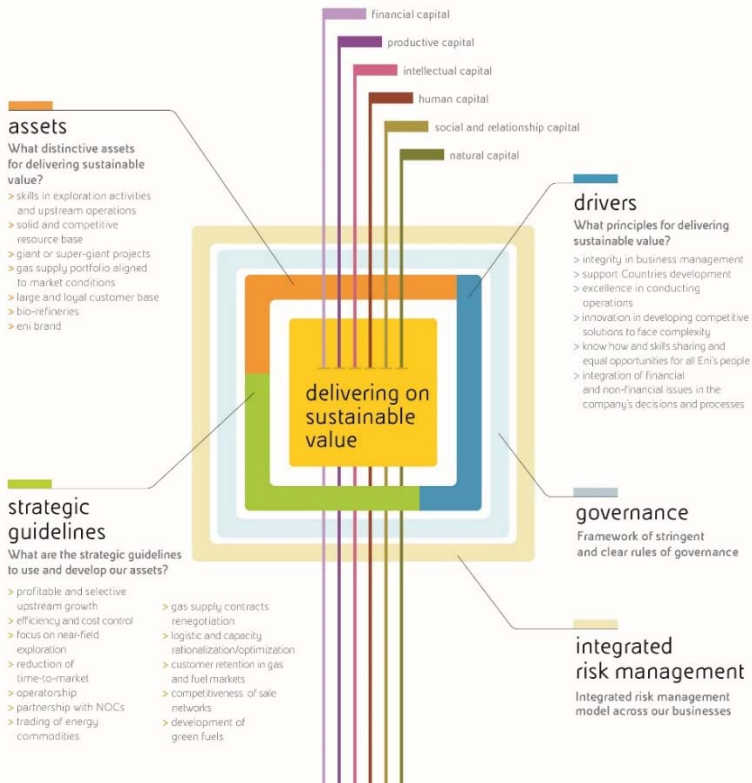 financial capital
productive capital
intellectual capital
human capital
social and relationship capital
natural capital
assets
What distinctive assets
for delivering sustainable
value?
> skills in exploration activities
and upstream operations
> solid and competitive
resource base
> giant or super-giant projects
> gas supply portfolio aligned
to market conditions
> large and loyal customer base
> bio-refineries
> eni brand
drivers
What principles for delivering
sustainable value?
> integrity in business management
> support Countries development
> excellence in conducting
operations
> innovation in developing competitive
solutions to face complexity
> know how and skills sharing and
equal opportunities for all Eni's people
> integration of financial
and non-financial issues in the
company's decisions and processes
delivering on
sustainable
value
strategic
guidelines
What are the strategic guidelines
to use and develop our assets?
> profitable and selective
upstream growth
> efficiency and cost control
> focus on near-field
exploration
> reduction of
time-to-market
> operatorship
> partnership with NOCs
> trading of energy
commodities
> gas supply contracts
renegotiation
> logistic and capacity
rationalization/optimization
> customer retention in gas
and fuel markets
> competitiveness of sale
networks
> development of
green fuels
governance
Framework of stringent
and clear rules of governance
integrated
risk management
Integrated risk management
model across our businesses